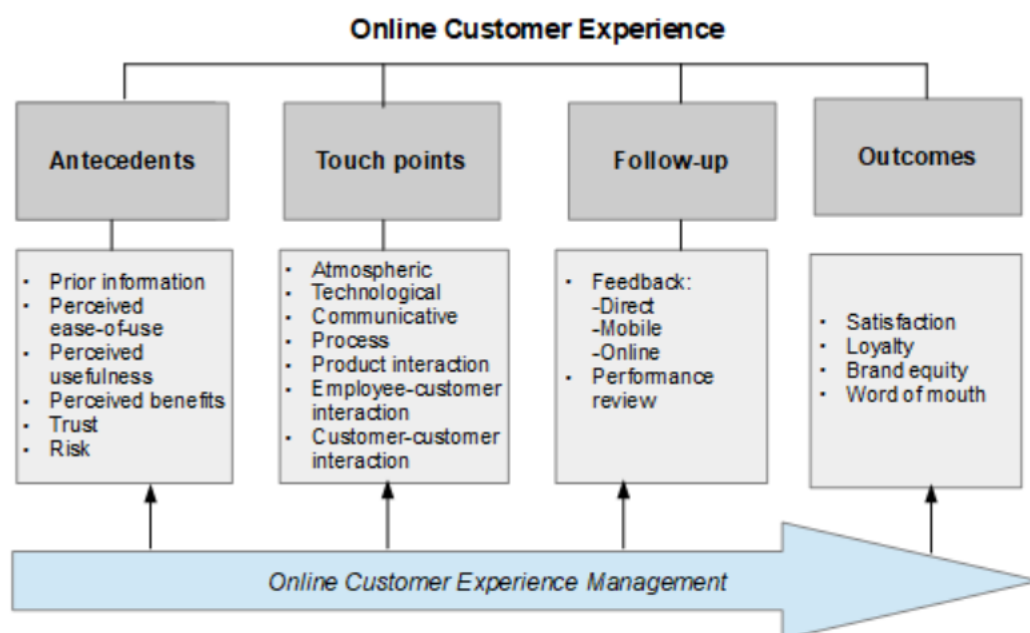 Online Customer Experience
Antecedents
Touch points
Follow-up
Outcomes
• Prior information
• Perceived
ease-of-use
• Perceived
usefulness
• Perceived benefits
• Trust
• Risk
• Atmospheric
• Technological
• Communicative
• Process
• Product interaction
• Employee-customer
interaction
• Customer-customer
interaction
• Feedback:
-Direct
-Mobile
-Online
• Performance
review
• Satisfaction
• Loyalty
• Brand equity
• Word of mouth
Online Customer Experience Management